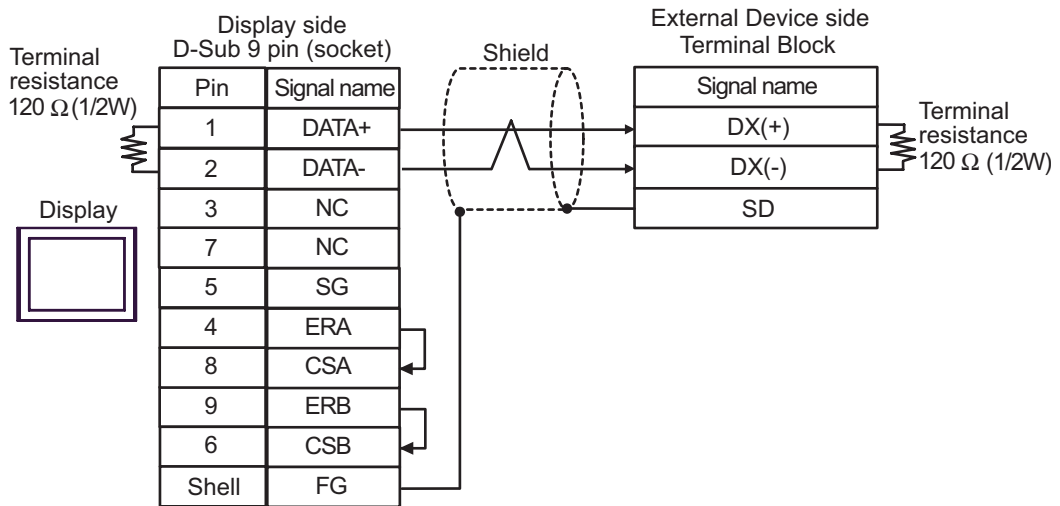 Display side
D-Sub 9 pin (socket)
Terminal
resistance
120 Ω (1/2W)
Pin Signal name
1 DATA+
2 DATA-
3 NC
7 NC
5 SG
4 ERA
8 CSA
9 ERB
6 CSB
Shell FG
Display
Shield
External Device side
Terminal Block
Signal name
DX(+)
DX(-)
SD
Terminal
resistance
120 Ω (1/2W)